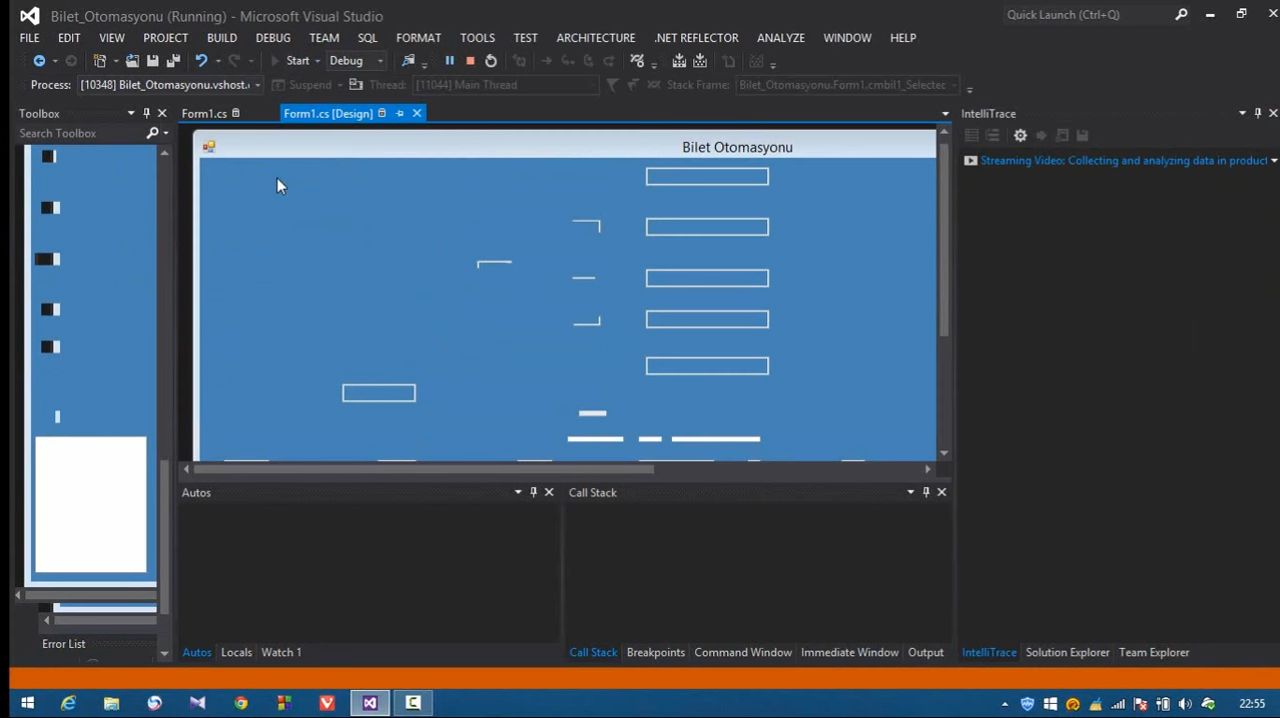 Bilet_Otomasyonu (Running) - Microsoft Visual Studio
Quick Launch (Ctrl+Q)
FILE EDIT VIEW PROJECT BUILD DEBUG TEAM SQL FORMAT TOOLS TEST ARCHITECTURE .NET REFLECTOR ANALYZE WINDOW HELP
Start Debug
Process: [10348] Bilet_Otomasyonu.vshost. Suspend Thread: [11044] Main Thread Stack Frame: Bilet_Otomasyonu.Form1.cmbil1_Selectec
Toolbox
Form1.cs Form1.cs [Design]
IntelliTrace
Search Toolbox
Bilet Otomasyonu
Streaming Video: Collecting and analyzing data in product
Autos
Call Stack
Error List
Autos Locals Watch 1
Call Stack Breakpoints Command Window Immediate Window Output
IntelliTrace Solution Explorer Team Explorer
22:55